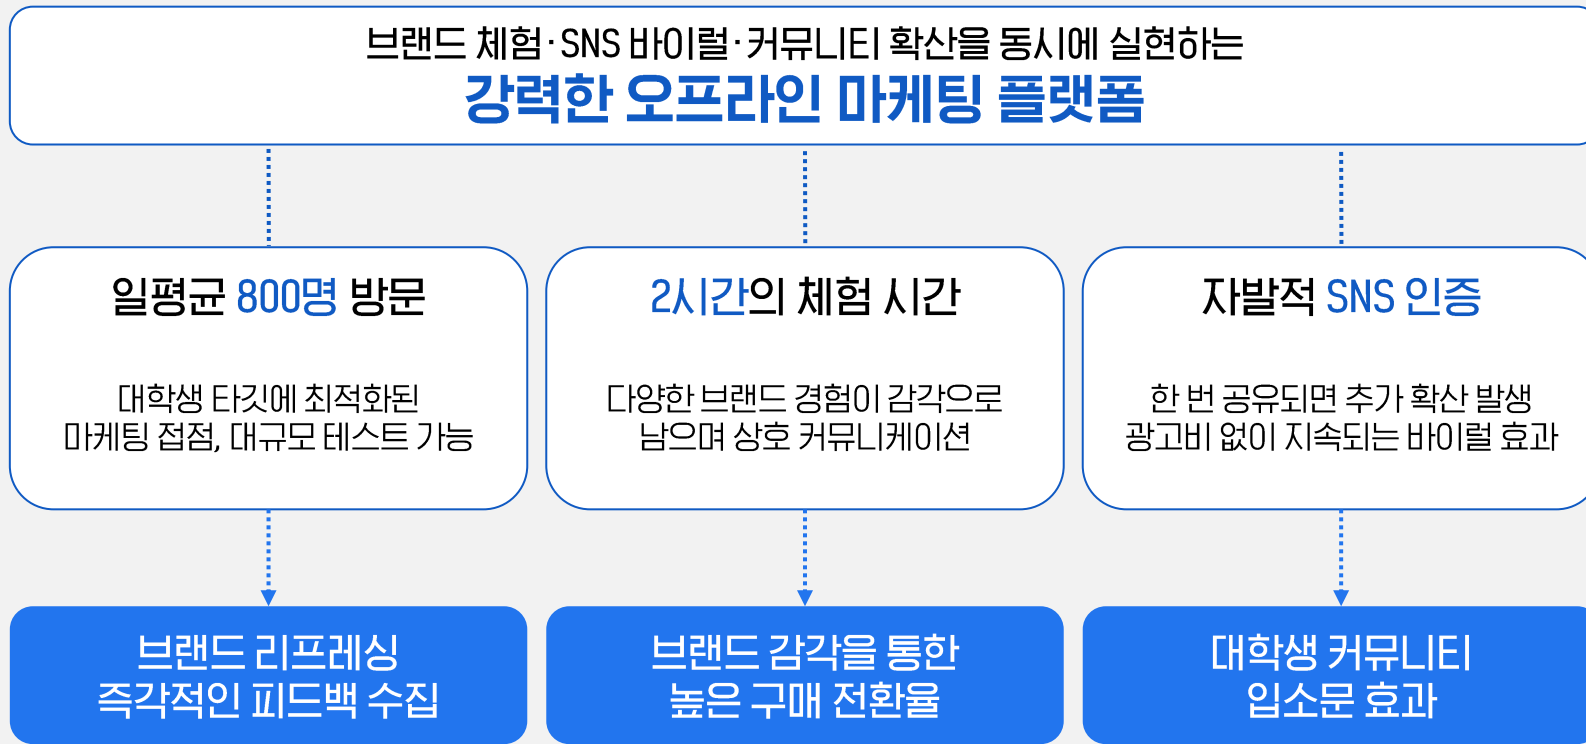 브랜드 체험·SNS 바이럴·커뮤니티 확산을 동시에 실현하는
강력한 오프라인 마케팅 플랫폼
일평균 800명 방문
대학생 타깃에 최적화된
마케팅 접점, 대규모 테스트 가능
2시간의 체험 시간
다양한 브랜드 경험이 감각으로
남으며 상호 커뮤니케이션
자발적 SNS 인증
한 번 공유되면 추가 확산 발생
광고비 없이 지속되는 바이럴 효과
브랜드 리프레싱
즉각적인 피드백 수집
브랜드 감각을 통한
높은 구매 전환율
대학생 커뮤니티
입소문 효과